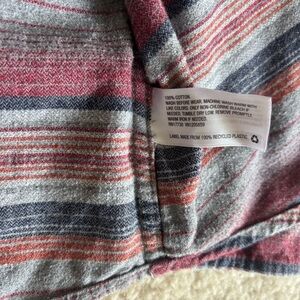 100% COTTON.
WASH BEFORE WEAR. MACHINE WASH WARM WITH
LIKE COLORS. ONLY NON-CHLORINE BLEACH IF
NEEDED. TUMBLE DRY LOW. REMOVE PROMPTLY.
WARM IRON IF NEEDED.
LABEL MADE FROM 100% RECYCLED PLASTIC.